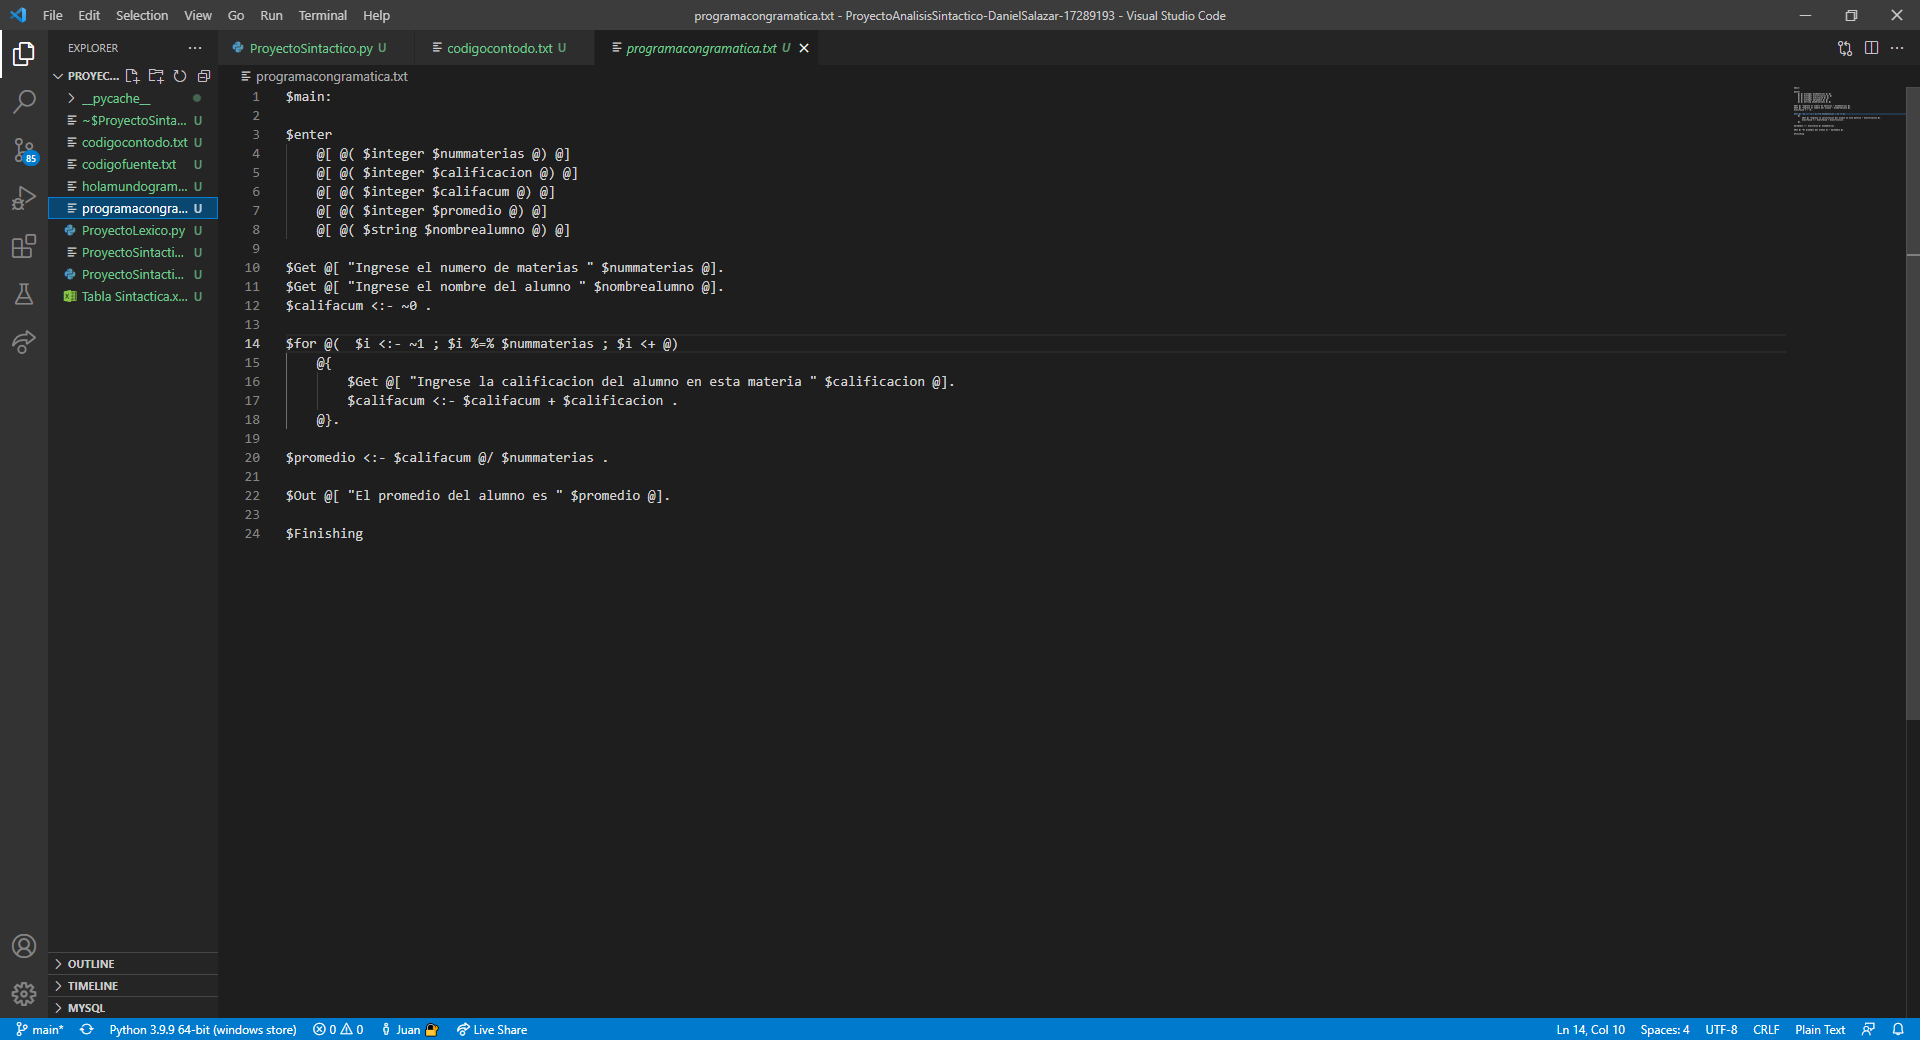 File Edit Selection View Go Run Terminal Help
programacongramatica.txt - ProyectoAnalisisSintactico-DanielSalazar-17289193 - Visual Studio Code
EXPLORER
PROYEC...
__pycache__
~$ProyectoSinta... U
codigocontodo.txt U
codigofuente.txt U
holamundogram... U
programacongra... U
ProyectoLexico.py U
ProyectoSintacti... U
ProyectoSintacti... U
Tabla Sintactica.x... U
85
OUTLINE
TIMELINE
MYSQL
ProyectoSintactico.py U codigocontodo.txt U programacongramatica.txt U
programacongramatica.txt
1 $main:
2
3 $enter
4 @[ @( $integer $nummaterias @) @]
5 @[ @( $integer $calificacion @) @]
6 @[ @( $integer $califacum @) @]
7 @[ @( $integer $promedio @) @]
8 @[ @( $string $nombrealumno @) @]
9
10 $Get @[ "Ingrese el numero de materias " $nummaterias @].
11 $Get @[ "Ingrese el nombre del alumno " $nombrealumno @].
12 $califacum <:- ~0 .
13
14 $for @(  $i <:- ~1 ; $i %=% $nummaterias ; $i <+ @)
15 @{
16 $Get @[ "Ingrese la calificacion del alumno en esta materia " $calificacion @].
17 $califacum <:- $califacum + $calificacion .
18 @}.
19
20 $promedio <:- $califacum @/ $nummaterias .
21
22 $Out @[ "El promedio del alumno es " $promedio @].
23
24 $Finishing
main* Python 3.9.9 64-bit (windows store) 0 0 Juan Live Share Ln 14, Col 10 Spaces: 4 UTF-8 CRLF Plain Text